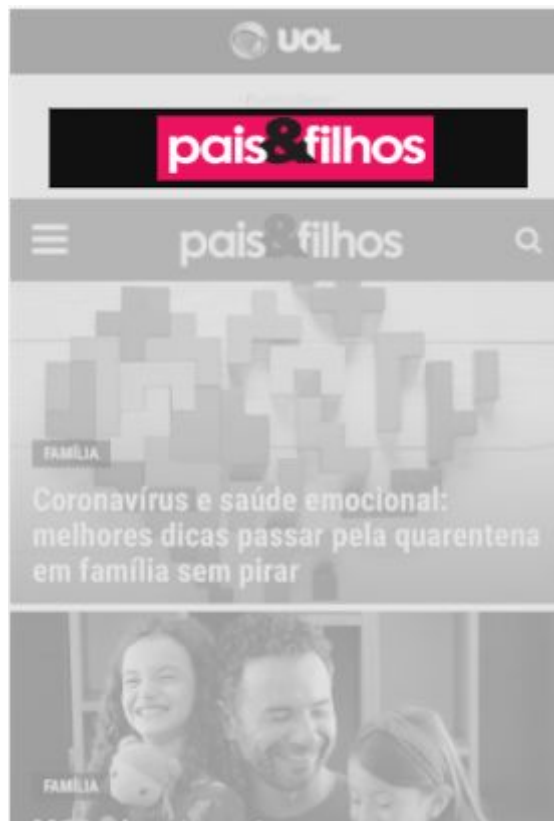 UOL
pais&filhos
pais&filhos
FAMÍLIA
Coronavírus e saúde emocional:
melhores dicas passar pela quarentena
em família sem pirar
FAMÍLIA